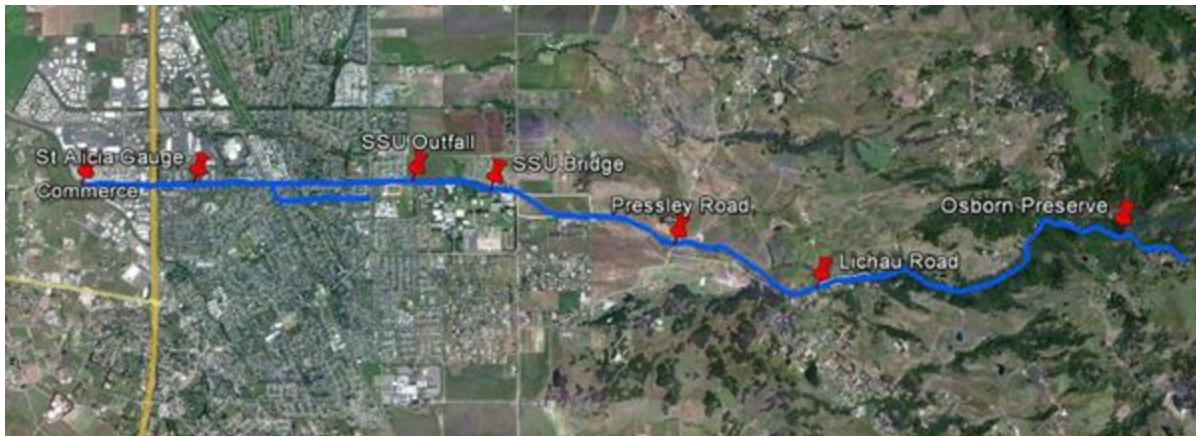 St Alicia Gauge
Commerce
SSU Outfall
SSU Bridge
Pressley Road
Lichau Road
Osborn Preserve